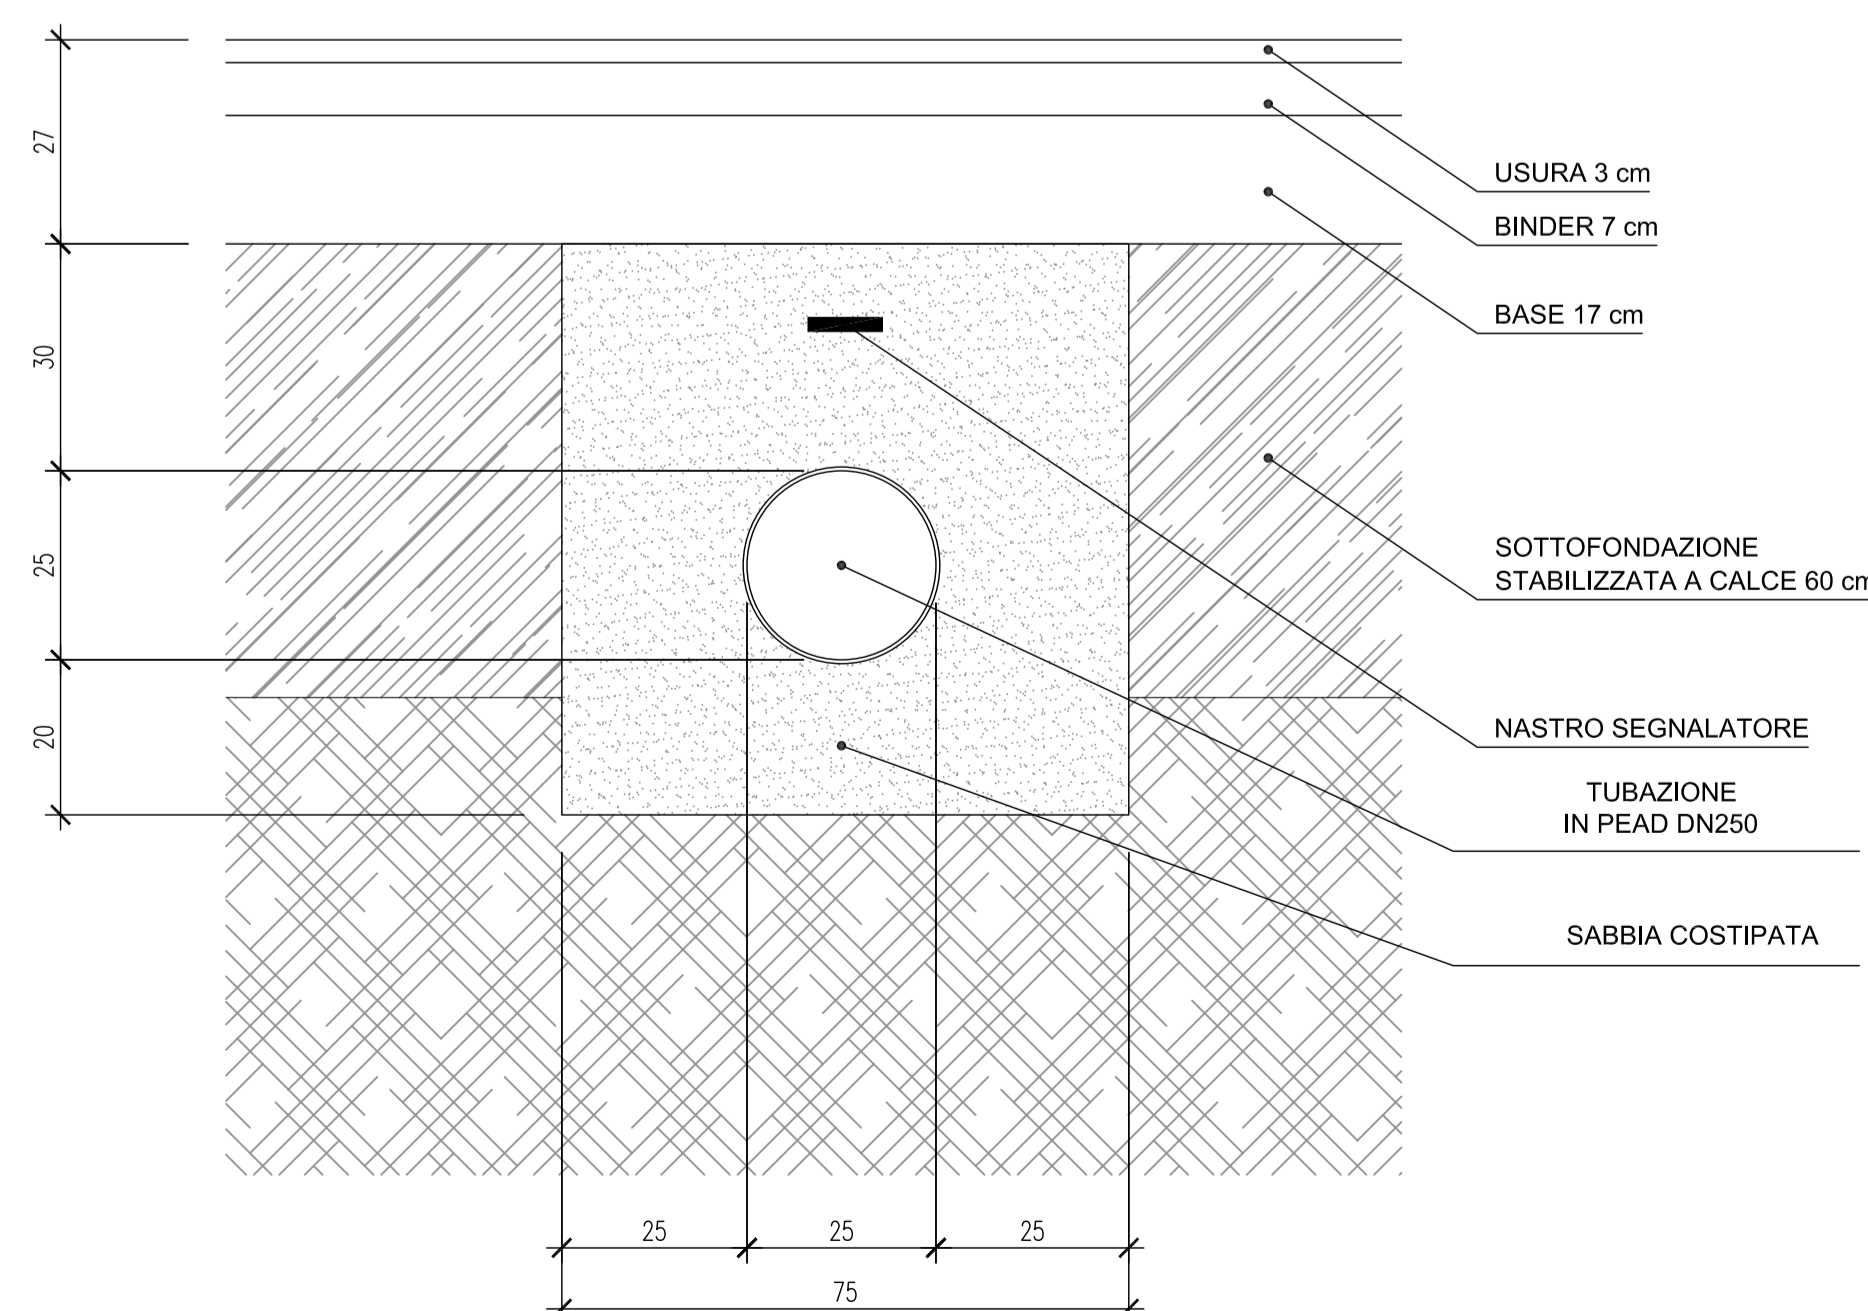 27
30
25
20
USURA 3 cm
BINDER 7 cm
BASE 17 cm
SOTTOFONDAZIONE
STABILIZZATA A CALCE 60 cm
NASTRO SEGNALATORE
TUBAZIONE
IN PEAD DN250
SABBIA COSTIPATA
25 25 25
75